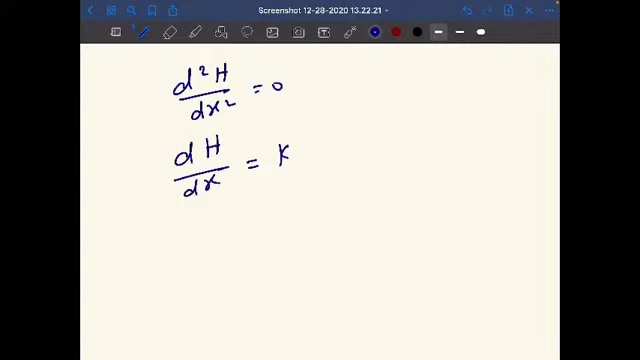 Screenshot 12-28-2020 13.22.21
d²H/dx² = 0
dH/dx = K